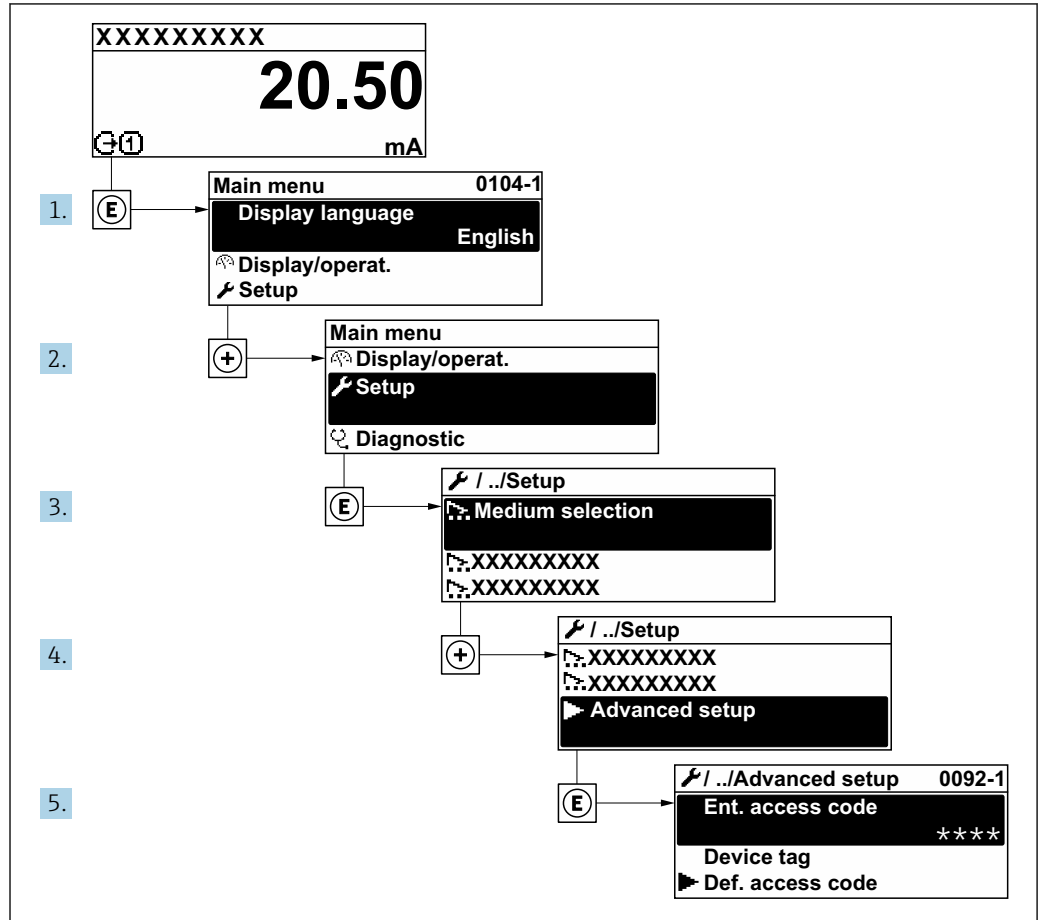 XXXXXXXXX
20.50
mA
1.
E
Main menu 0104-1
Display language
English
Display/operat.
Setup
2.
+
Main menu
Display/operat.
Setup
Diagnostic
3.
E
/ ../Setup
Medium selection
XXXXXXXXX
XXXXXXXXX
4.
+
/ ../Setup
XXXXXXXXX
XXXXXXXXX
Advanced setup
5.
E
/ ../Advanced setup 0092-1
Ent. access code
****
Device tag
Def. access code